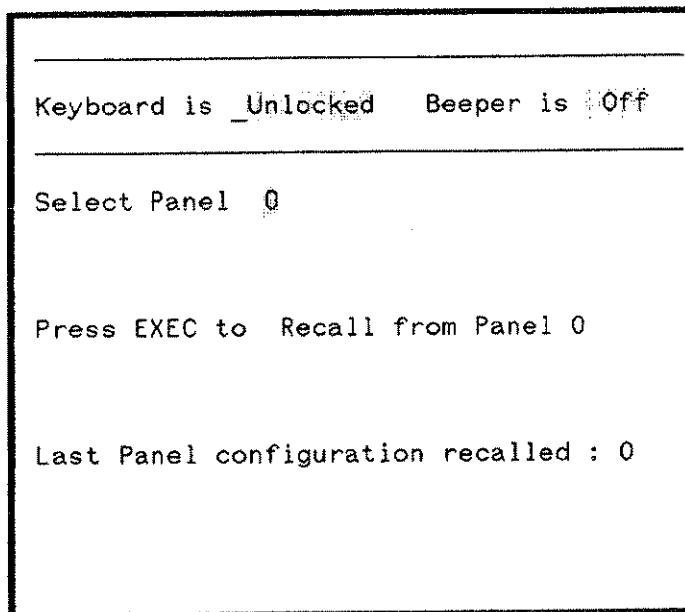 Keyboard is _Unlocked Beeper is Off
Select Panel 0
Press EXEC to Recall from Panel 0
Last Panel configuration recalled : 0